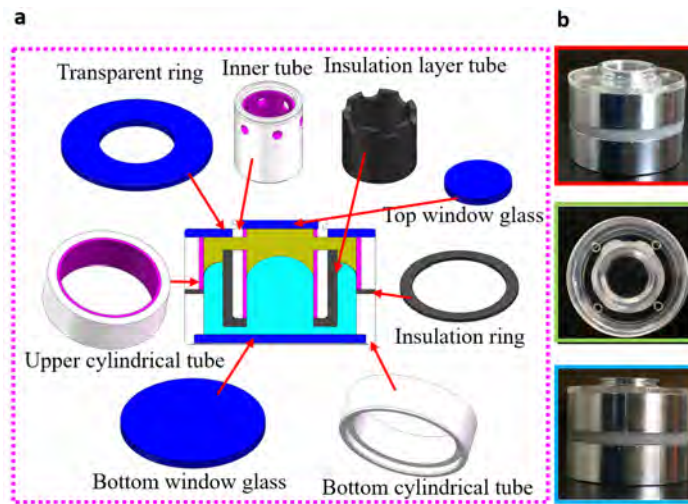 a
b
Transparent ring
Inner tube
Insulation layer tube
Top window glass
Upper cylindrical tube
Insulation ring
Bottom window glass
Bottom cylindrical tube